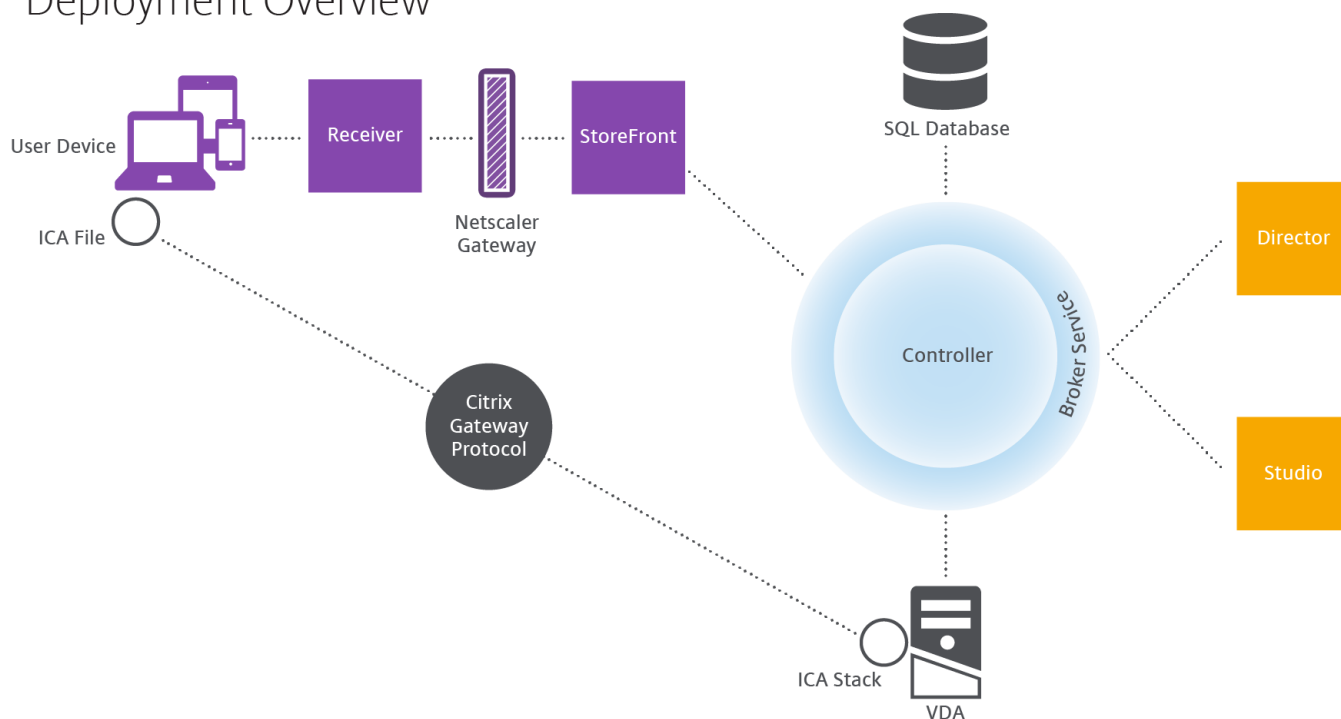 Deployment Overview
SQL Database
User Device
Receiver
StoreFront
Netscaler
Gateway
ICA File
Director
Broker Service
Controller
Citrix
Gateway
Protocol
Studio
ICA Stack
VDA